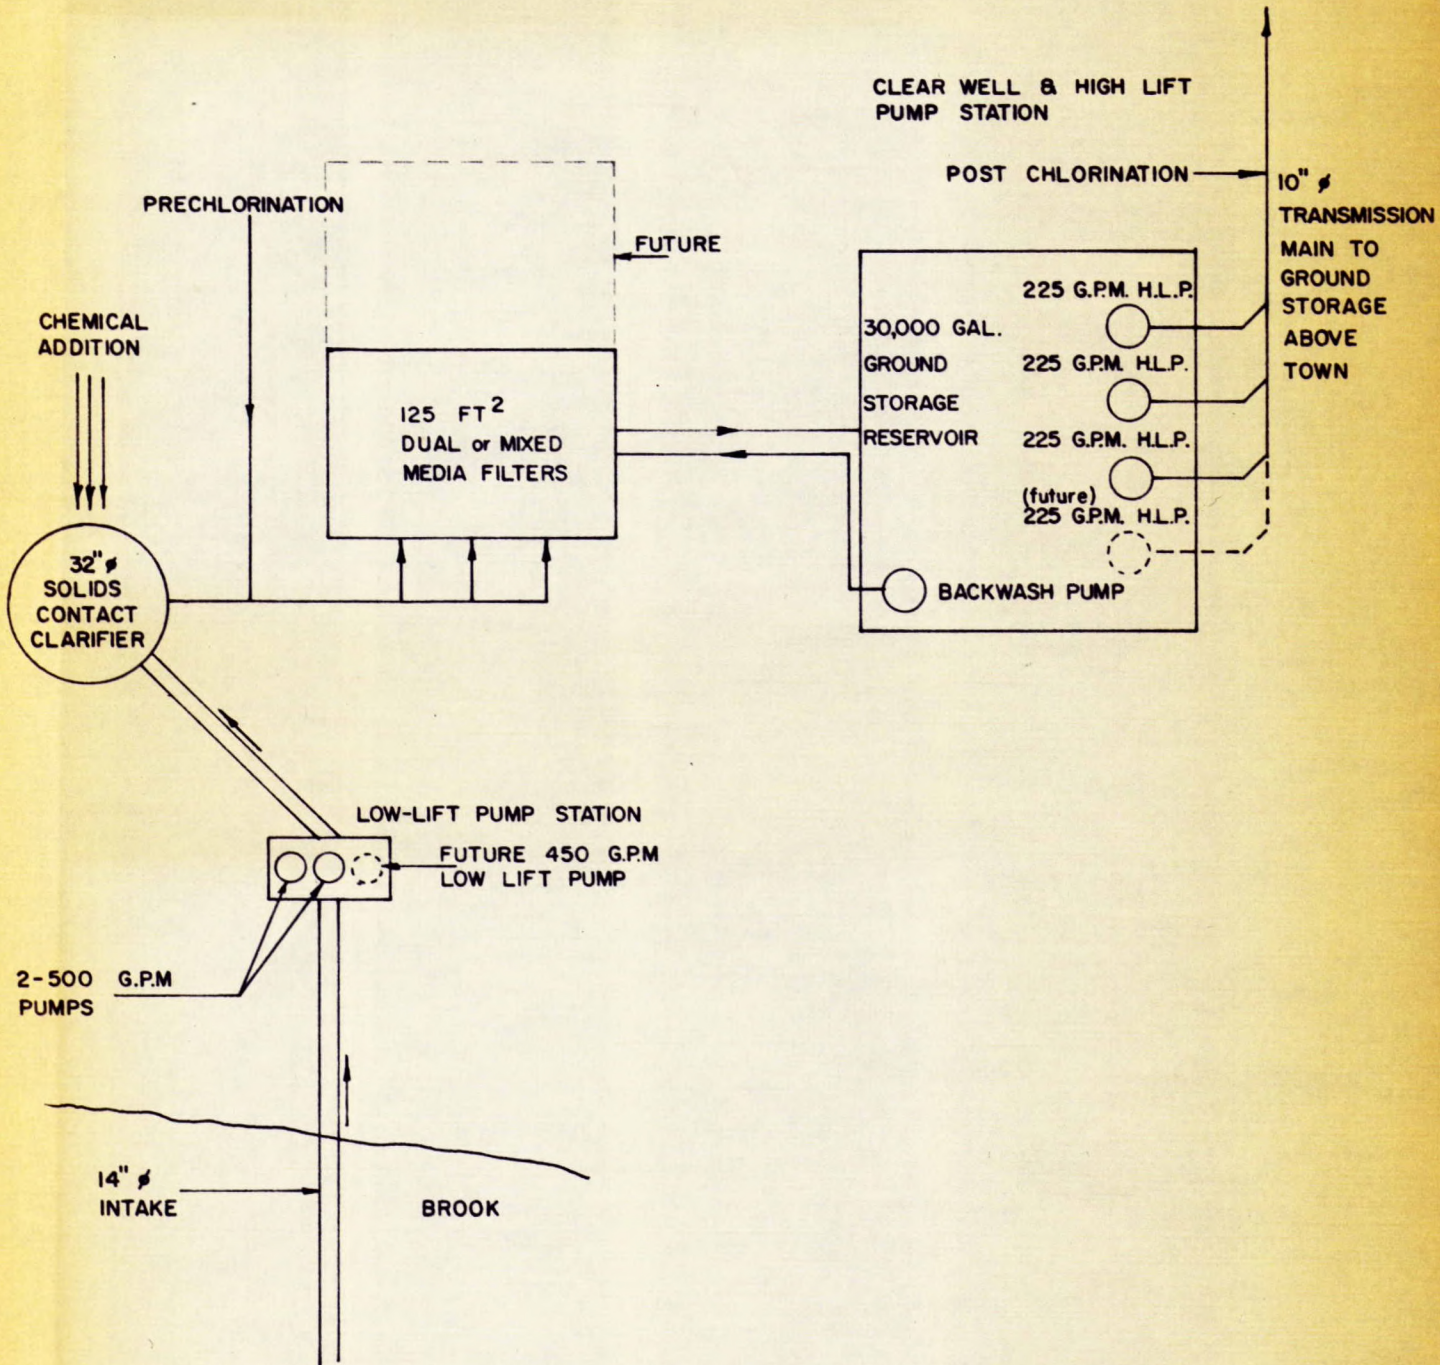 CLEAR WELL & HIGH LIFT
PUMP STATION
POST CHLORINATION
10" ø
TRANSMISSION
MAIN TO
GROUND
STORAGE
ABOVE
TOWN
PRECHLORINATION
FUTURE
CHEMICAL
ADDITION
125 FT²
DUAL or MIXED
MEDIA FILTERS
30,000 GAL.
GROUND
STORAGE
RESERVOIR
225 G.P.M. H.L.P.
225 G.P.M. H.L.P.
225 G.P.M. H.L.P.
(future)
225 G.P.M. H.L.P.
BACKWASH PUMP
32" ø
SOLIDS
CONTACT
CLARIFIER
LOW-LIFT PUMP STATION
FUTURE 450 G.P.M
LOW LIFT PUMP
2-500 G.P.M
PUMPS
14" ø
INTAKE
BROOK